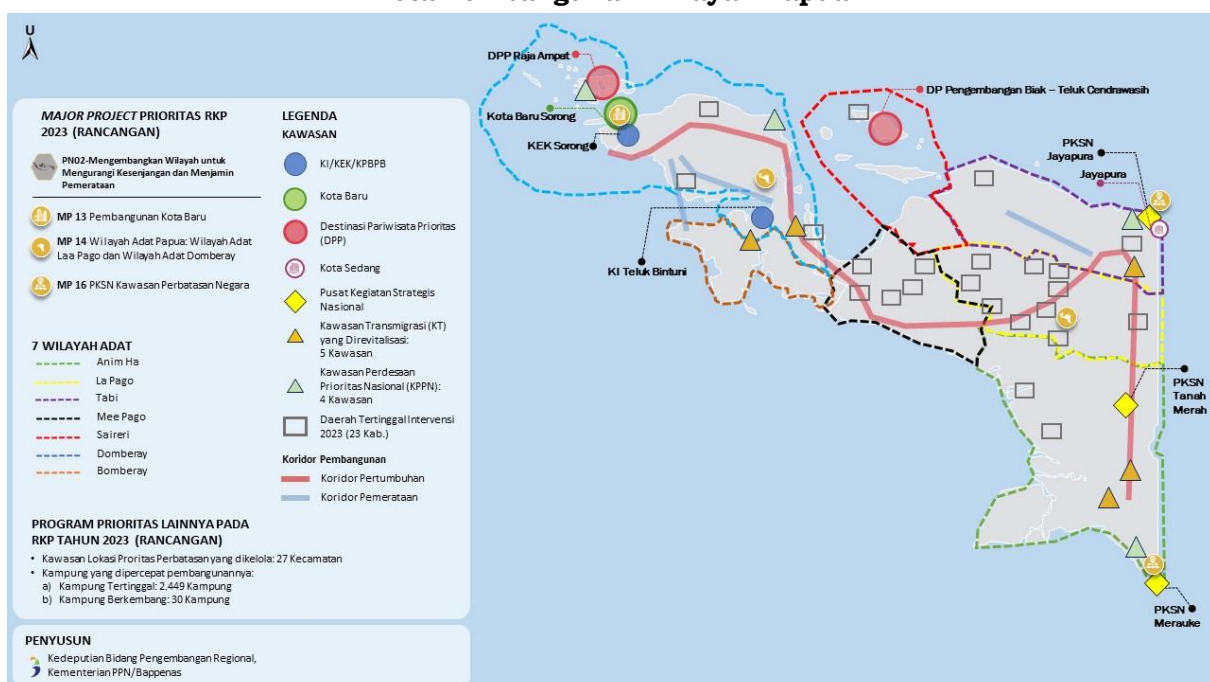 U
MAJOR PROJECT PRIORITAS RKP
2023 (RANCANGAN)
PN02-Mengembangkan Wilayah untuk
Mengurangi Kesenjangan dan Menjamin
Pemerataan
MP 13 Pembangunan Kota Baru
MP 14 Wilayah Adat Papua: Wilayah Adat
Laa Pago dan Wilayah Adat Domberay
MP 16 PKSN Kawasan Perbatasan Negara
7 WILAYAH ADAT
Anim Ha
La Pago
Tabi
Mee Pago
Saireri
Domberay
Bomberay
LEGENDA
KAWASAN
KI/KEK/KPBPB
Kota Baru
Destinasi Pariwisata Prioritas
(DPP)
Kota Sedang
Pusat Kegiatan Strategis
Nasional
Kawasan Transmigrasi (KT)
yang Direvitalisasi:
5 Kawasan
Kawasan Perdesaan
Prioritas Nasional (KPPN):
4 Kawasan
Daerah Tertinggal Intervensi
2023 (23 Kab.)
Koridor Pembangunan
Koridor Pertumbuhan
Koridor Pemerataan
PROGRAM PRIORITAS LAINNYA PADA
RKP TAHUN 2023 (RANCANGAN)
• Kawasan Lokasi Proritas Perbatasan yang dikelola: 27 Kecamatan
• Kampung yang dipercepat pembangunannya:
a) Kampung Tertinggal: 2.449 Kampung
b) Kampung Berkembang: 30 Kampung
PENYUSUN
Kedeputian Bidang Pengembangan Regional,
Kementerian PPN/Bappenas
DPP Raja Ampat
Kota Baru Sorong
KEK Sorong
KI Teluk Bintuni
DP Pengembangan Biak – Teluk Cendrawasih
PKSN
Jayapura
Jayapura
PKSN
Tanah
Merah
PKSN
Merauke